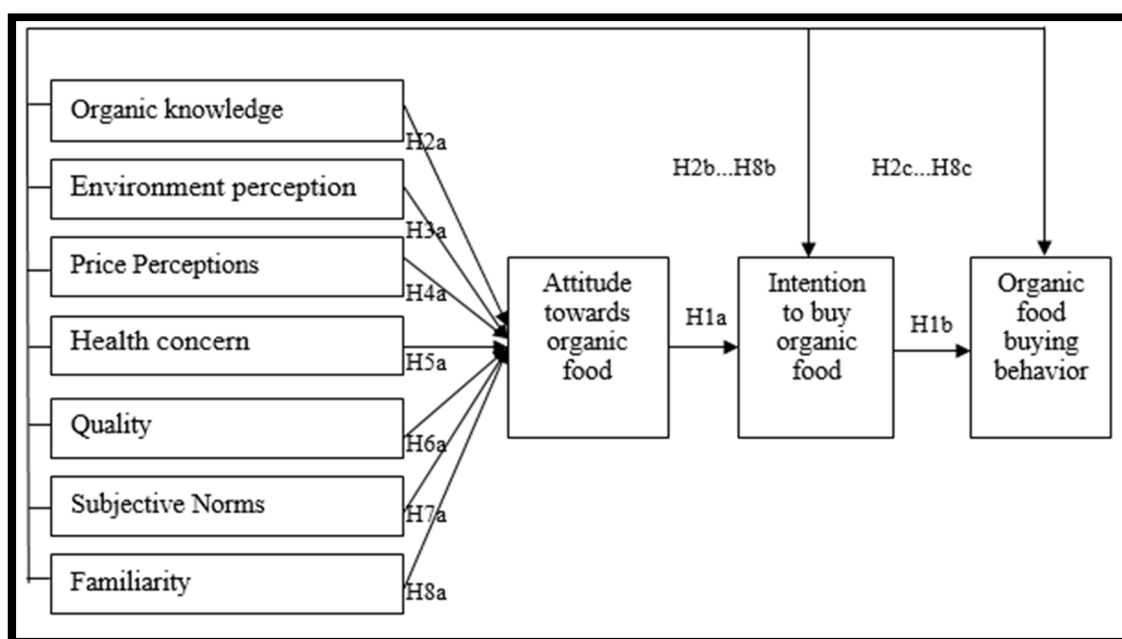 Organic knowledge
H2a
Environment perception
H3a
Price Perceptions
H4a
Health concern
H5a
Quality
H6a
Subjective Norms
H7a
Familiarity
H8a
Attitude
towards
organic
food
H1a
H2b...H8b
Intention
to buy
organic
food
H1b
H2c...H8c
Organic
food
buying
behavior